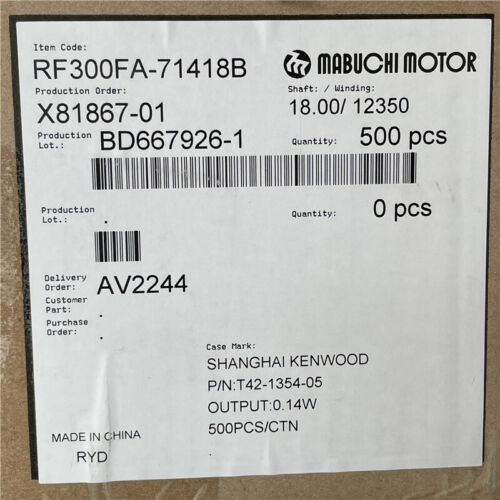 Item Code:
RF300FA-71418B
MABUCHI MOTOR
Production Order:
Shaft: / Winding:
X81867-01
18.00/ 12350
Production
Lot.:
BD667926-1
Quantity:
500 pcs
Production
Lot.:
.
Quantity:
0 pcs
Delivery
Order:
AV2244
Customer
Part:
.
Purchase
Order:
.
Case Mark:
SHANGHAI KENWOOD
P/N:T42-1354-05
OUTPUT:0.14W
500PCS/CTN
MADE IN CHINA
RYD